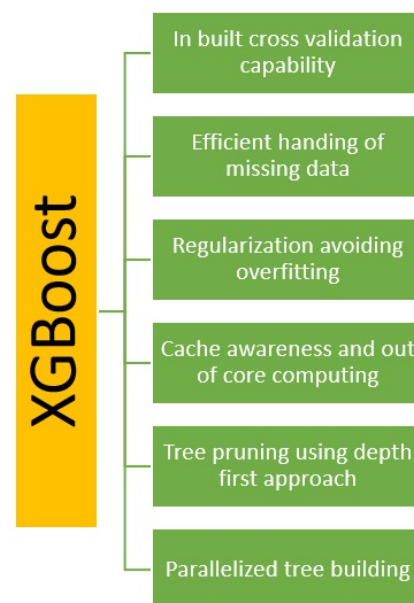 XGBoost
In built cross validation
capability
Efficient handing of
missing data
Regularization avoiding
overfitting
Cache awareness and out
of core computing
Tree pruning using depth
first approach
Parallelized tree building